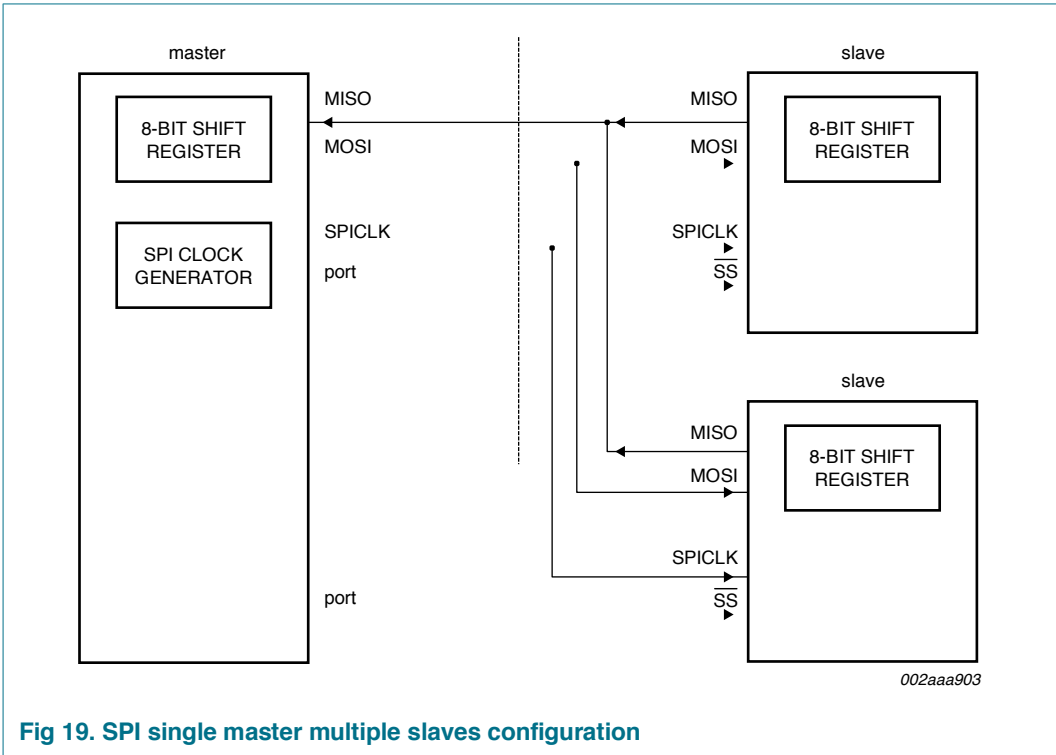 master
slave
8-BIT SHIFT
REGISTER
MISO
MOSI
MISO
MOSI
8-BIT SHIFT
REGISTER
SPI CLOCK
GENERATOR
SPICLK
port
SPICLK
S̅S̅
slave
MISO
MOSI
8-BIT SHIFT
REGISTER
SPICLK
S̅S̅
port
002aaa903
Fig 19. SPI single master multiple slaves configuration